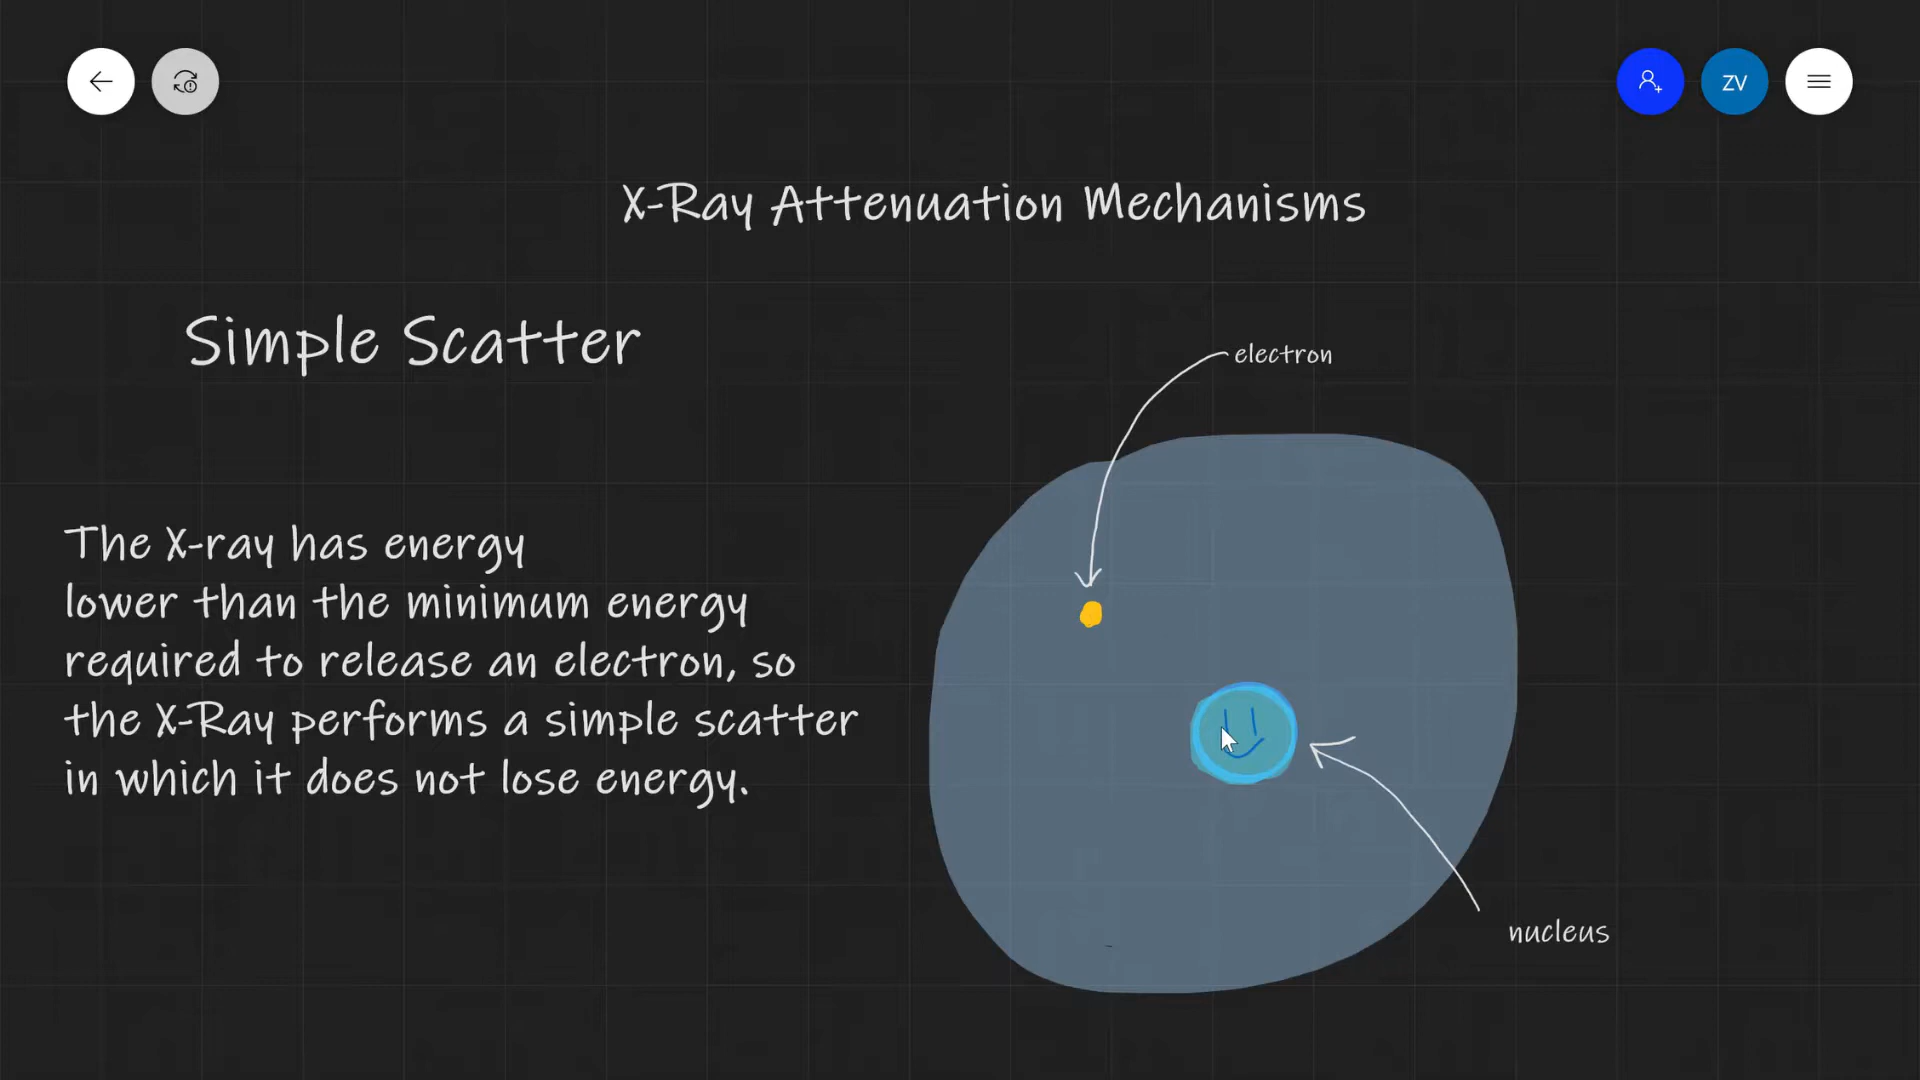 ZV
X-Ray Attenuation Mechanisms
Simple Scatter
electron
The X-ray has energy
lower than the minimum energy
required to release an electron, so
the X-Ray performs a simple scatter
in which it does not lose energy.
nucleus